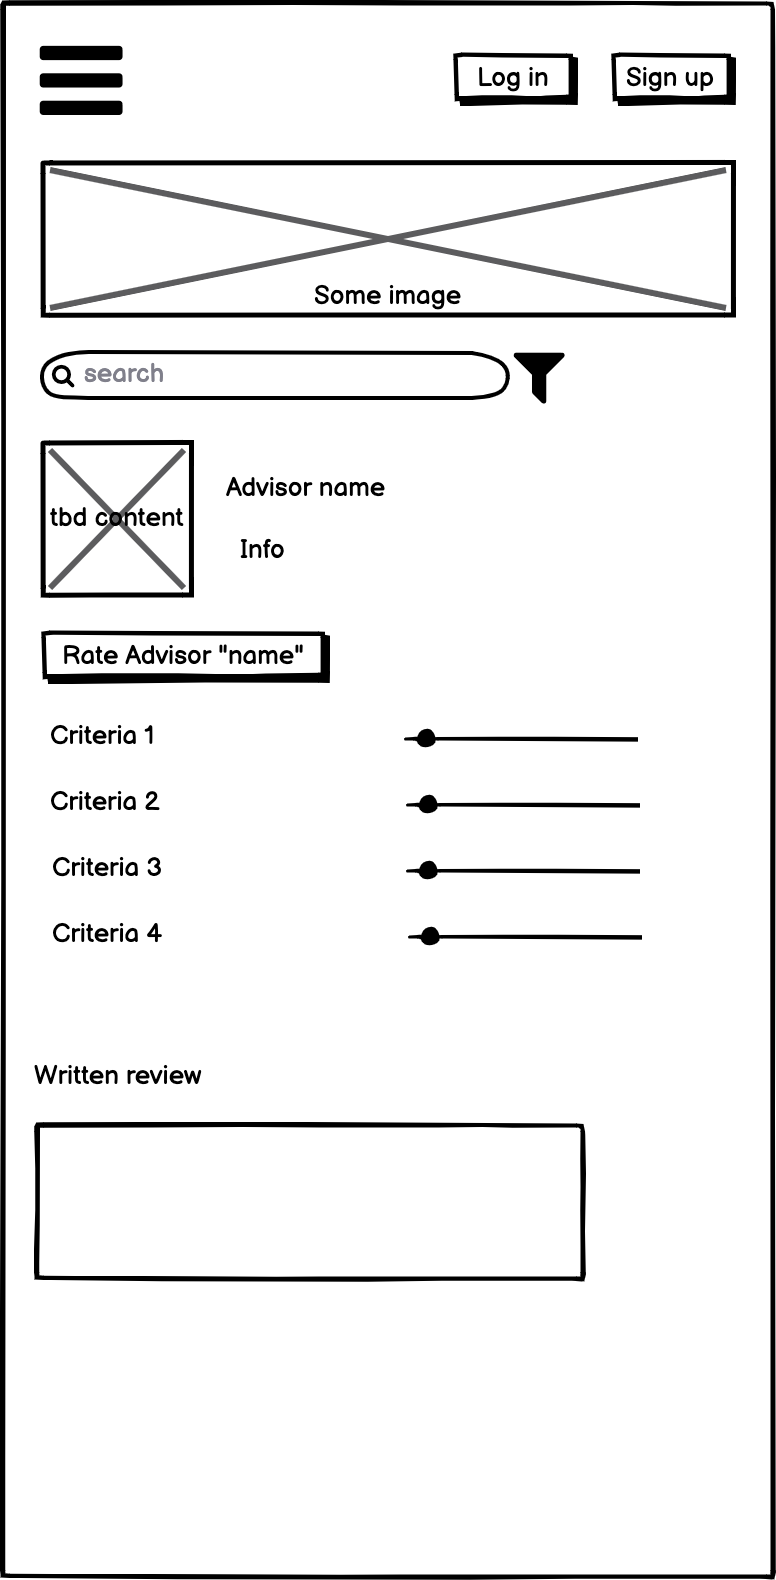 Log in
Sign up
Some image
search
tbd content
Advisor name
Info
Rate Advisor "name"
Criteria 1
Criteria 2
Criteria 3
Criteria 4
Written review